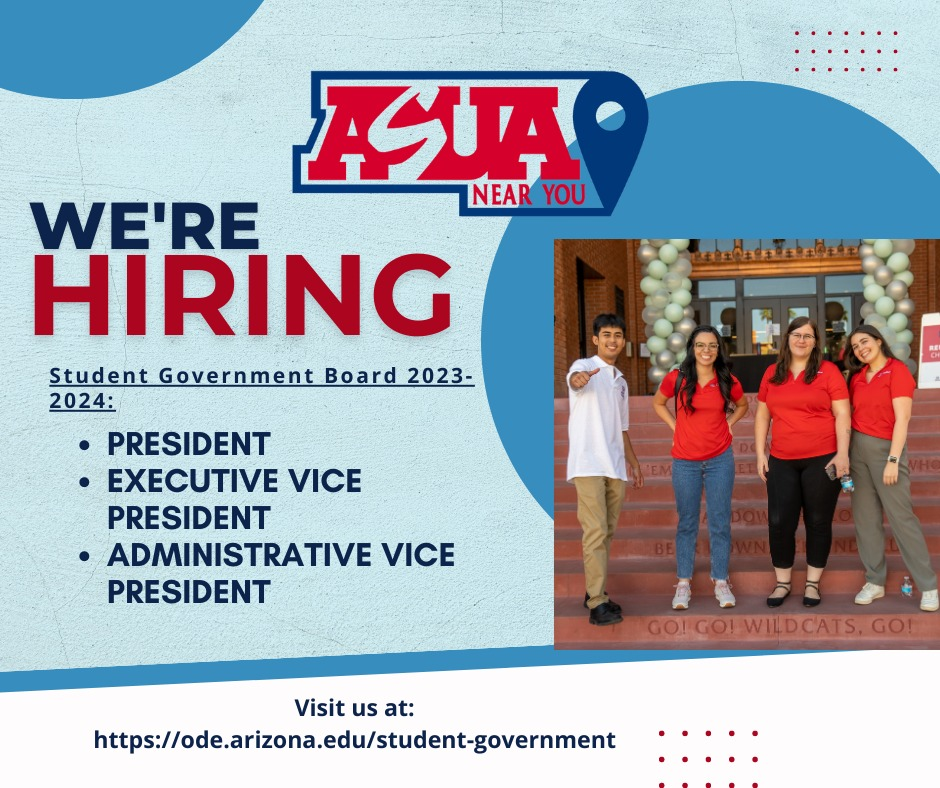 ASUA
NEAR YOU
WE'RE
HIRING
Student Government Board 2023-
2024:
• PRESIDENT
• EXECUTIVE VICE
PRESIDENT
• ADMINISTRATIVE VICE
PRESIDENT
GO! GO! WILDCATS, GO!
Visit us at:
https://ode.arizona.edu/student-government